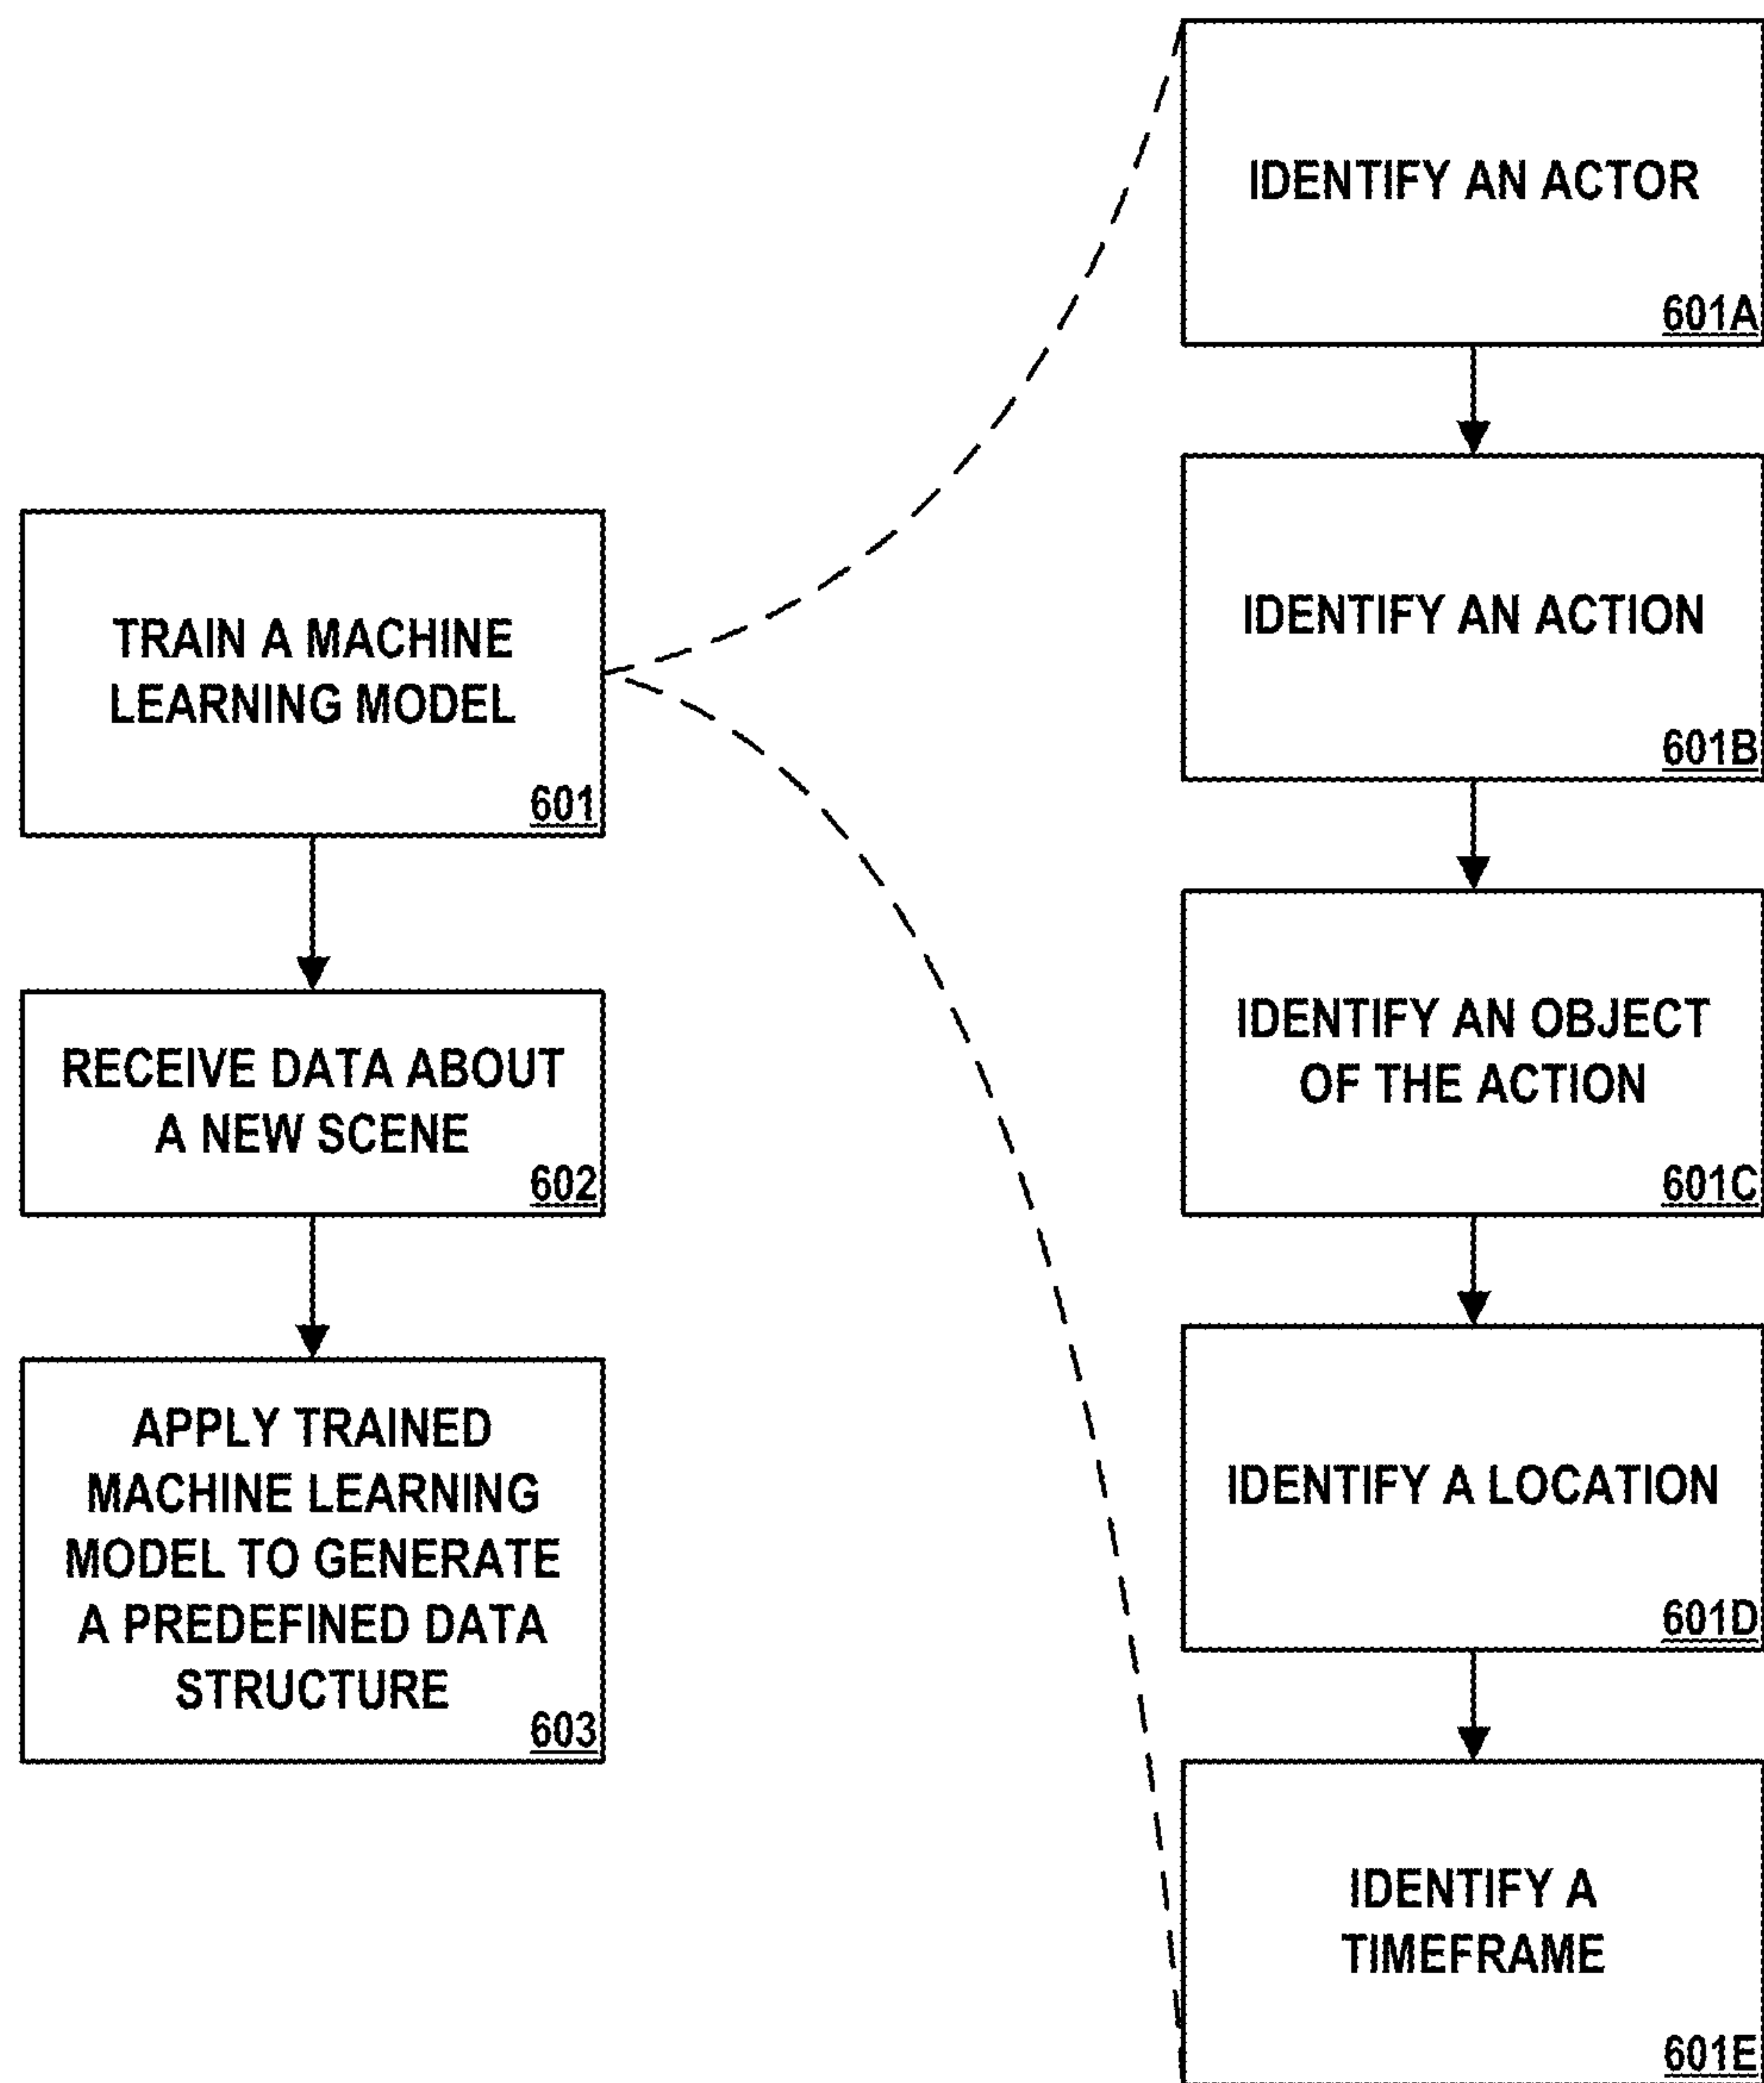 TRAIN A MACHINE
LEARNING MODEL
601
RECEIVE DATA ABOUT
A NEW SCENE
602
APPLY TRAINED
MACHINE LEARNING
MODEL TO GENERATE
A PREDEFINED DATA
STRUCTURE
603
IDENTIFY AN ACTOR
601A
IDENTIFY AN ACTION
601B
IDENTIFY AN OBJECT
OF THE ACTION
601C
IDENTIFY A LOCATION
601D
IDENTIFY A
TIMEFRAME
601E